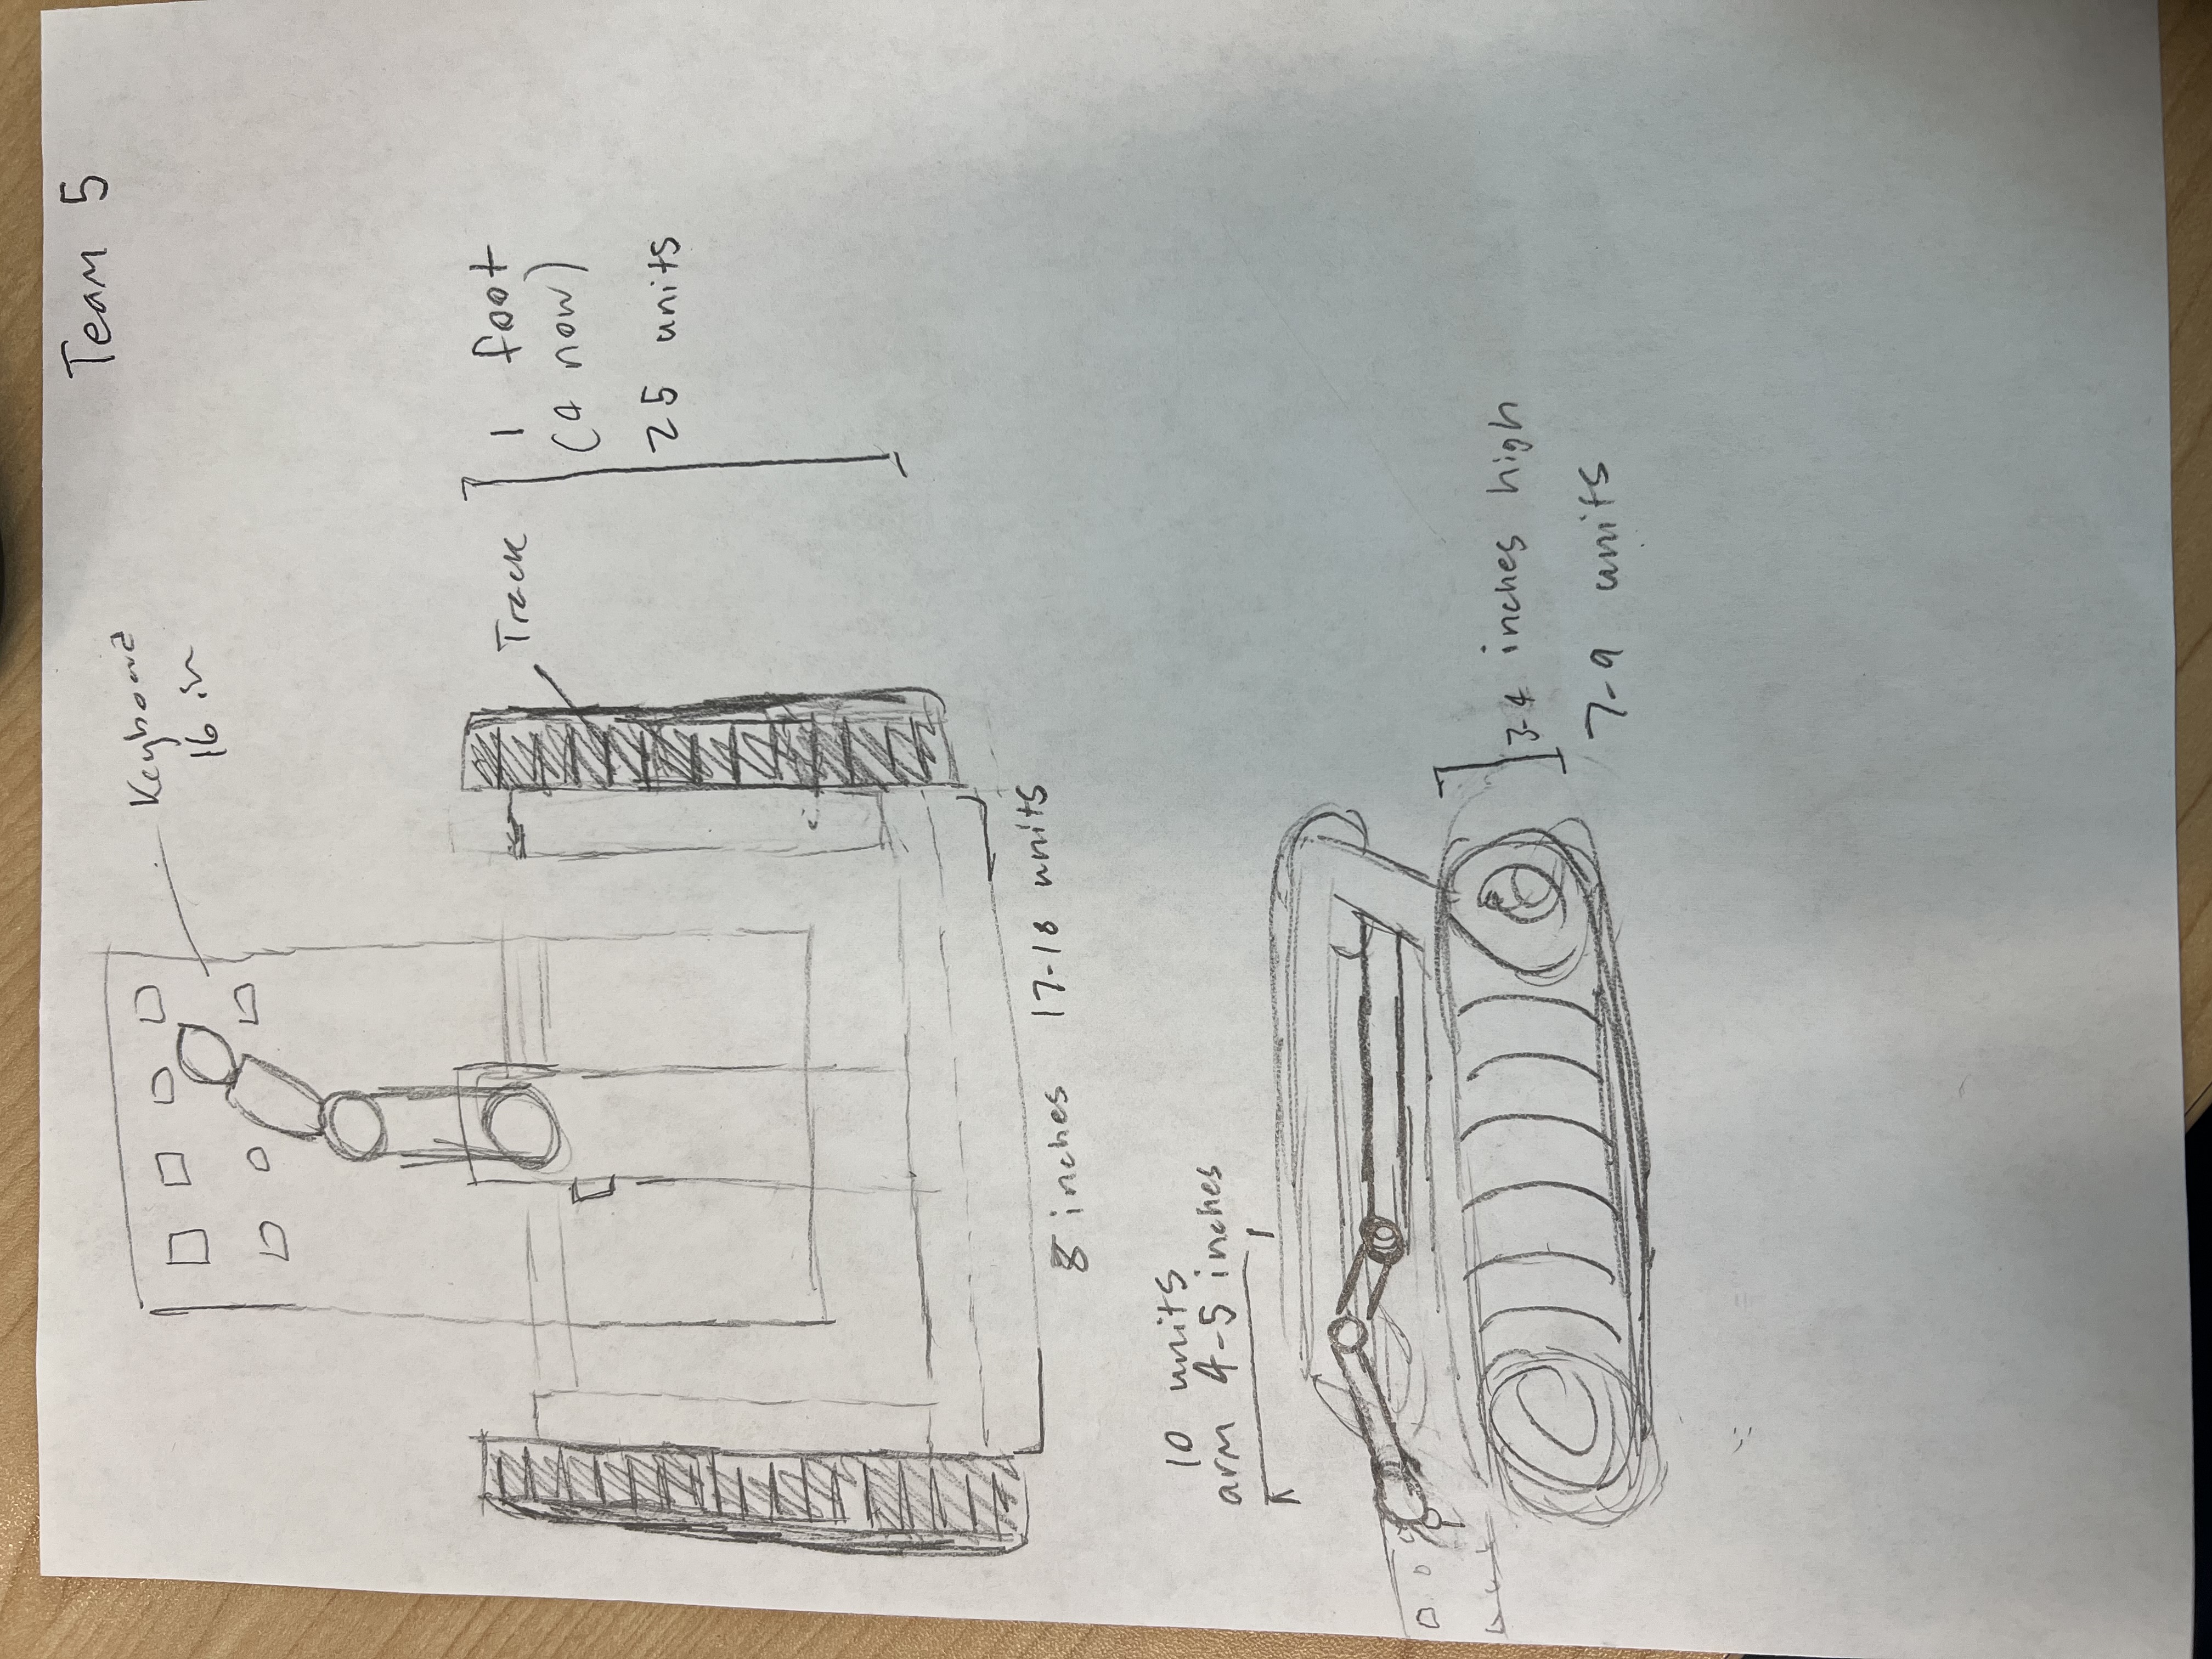 Team 5
Keyboard
16 in
Track
1 foot
(4 now)
25 units
8 inches 17-18 units
10 units
arm 4-5 inches
3-4 inches high
7-9 units